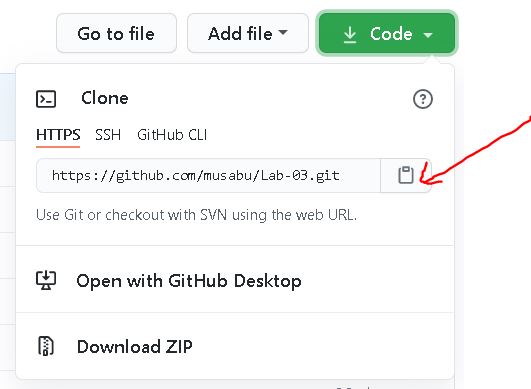 Go to file Add file Code
Clone
HTTPS SSH GitHub CLI
https://github.com/musabu/Lab-03.git
Use Git or checkout with SVN using the web URL.
Open with GitHub Desktop
Download ZIP